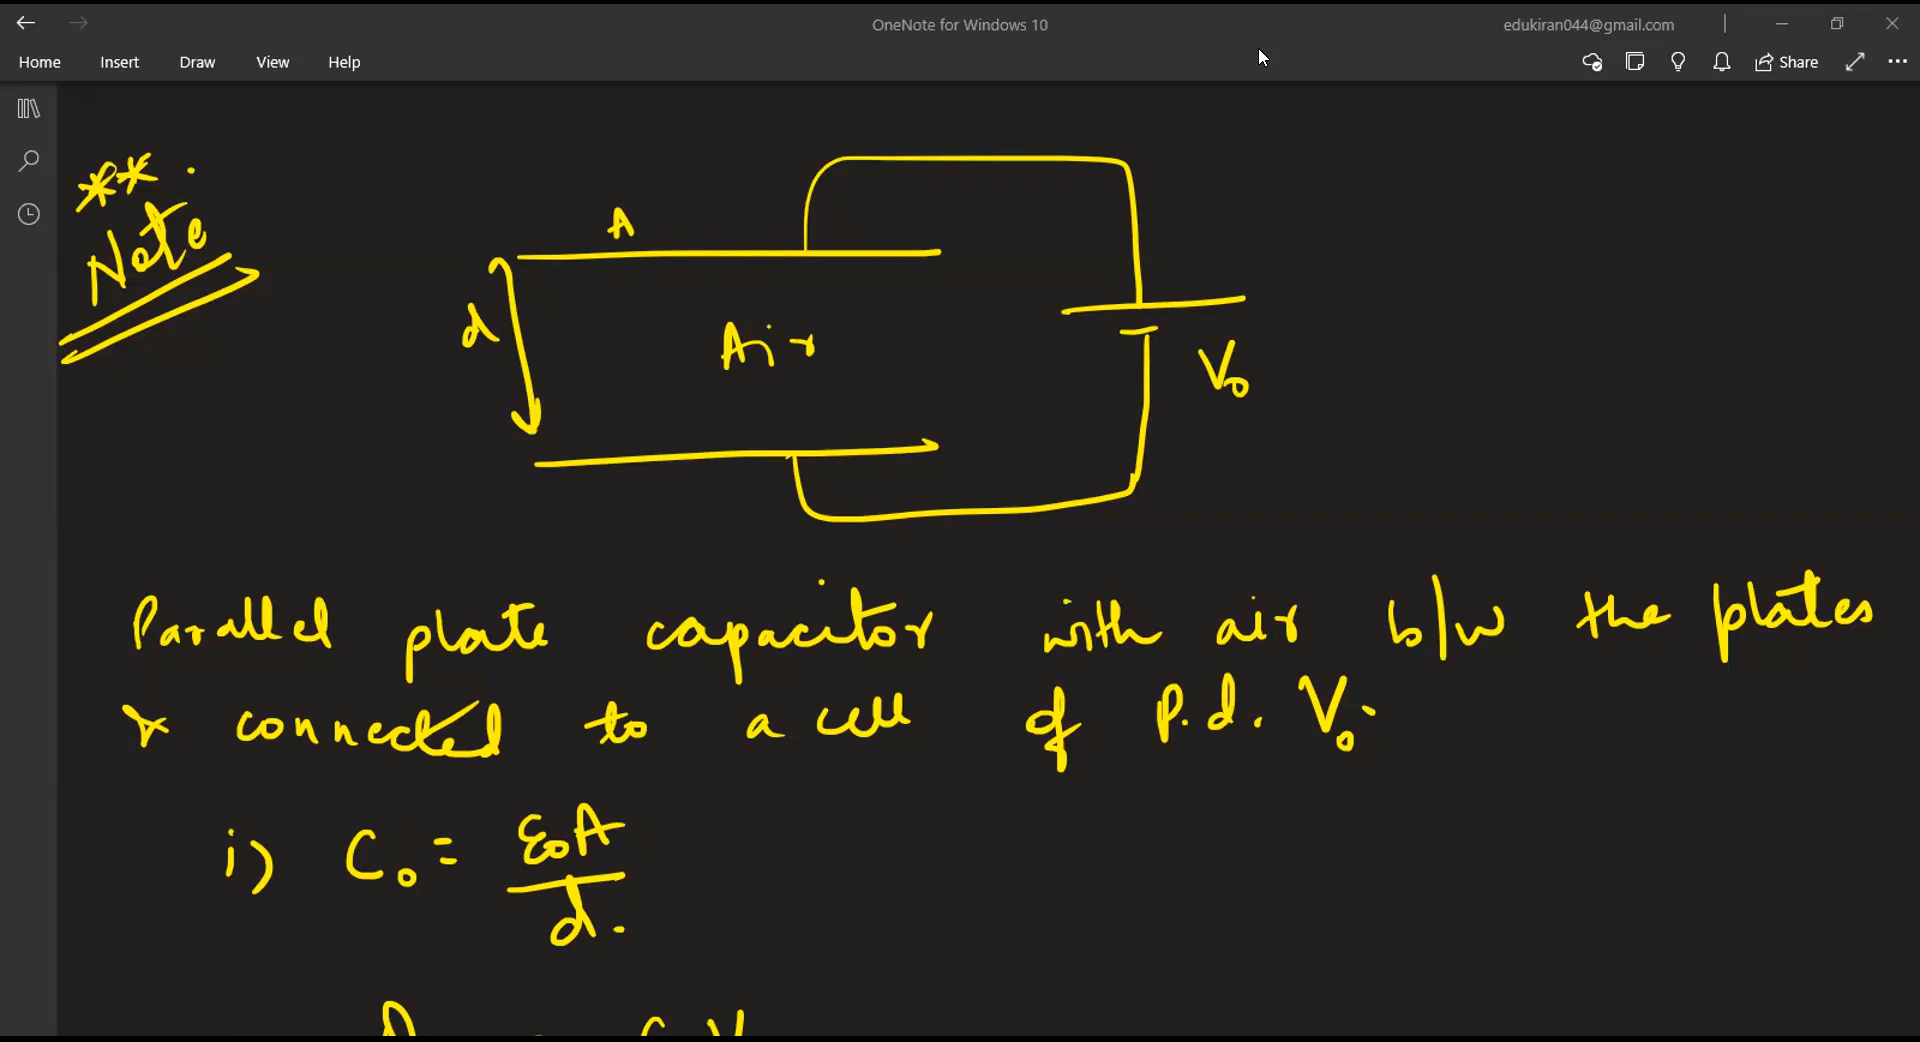 OneNote for Windows 10
edukiran044@gmail.com
Home Insert Draw View Help
Share
** .
Note
A
d
Air
V₀
Parallel plate capacitor with air b/w the plates
& connected to a cell of p.d. V₀.
i) C₀ = ε₀A
d.